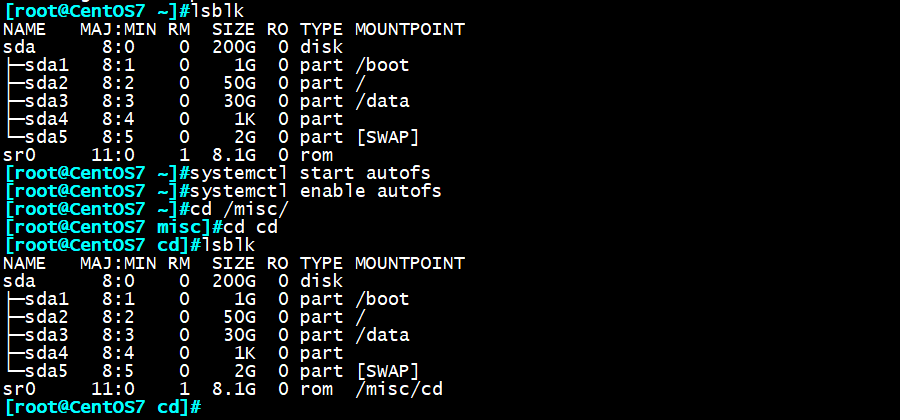 [root@CentOS7 ~]#lsblk
NAME   MAJ:MIN RM  SIZE RO TYPE MOUNTPOINT
sda      8:0    0  200G  0 disk
├─sda1   8:1    0    1G  0 part /boot
├─sda2   8:2    0   50G  0 part /
├─sda3   8:3    0   30G  0 part /data
├─sda4   8:4    0    1K  0 part
└─sda5   8:5    0    2G  0 part [SWAP]
sr0     11:0    1  8.1G  0 rom
[root@CentOS7 ~]#systemctl start autofs
[root@CentOS7 ~]#systemctl enable autofs
[root@CentOS7 ~]#cd /misc/
[root@CentOS7 misc]#cd cd
[root@CentOS7 cd]#lsblk
NAME   MAJ:MIN RM  SIZE RO TYPE MOUNTPOINT
sda      8:0    0  200G  0 disk
├─sda1   8:1    0    1G  0 part /boot
├─sda2   8:2    0   50G  0 part /
├─sda3   8:3    0   30G  0 part /data
├─sda4   8:4    0    1K  0 part
└─sda5   8:5    0    2G  0 part [SWAP]
sr0     11:0    1  8.1G  0 rom  /misc/cd
[root@CentOS7 cd]#